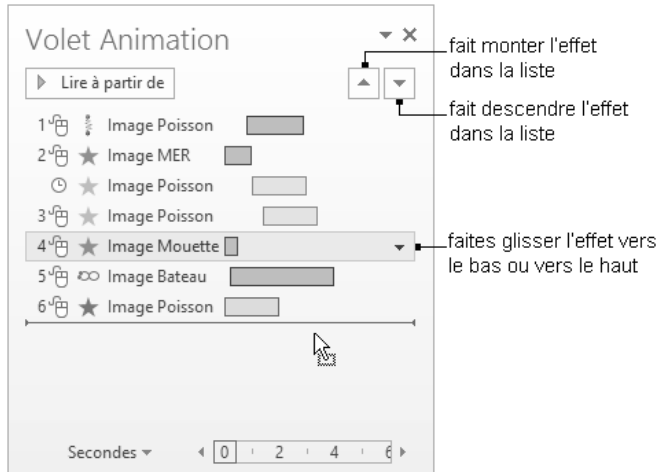 Volet Animation
fait monter l'effet
dans la liste
Lire à partir de
fait descendre l'effet
dans la liste
1 Image Poisson
2 Image MER
Image Poisson
3 Image Poisson
4 Image Mouette
faites glisser l'effet vers
le bas ou vers le haut
5 Image Bateau
6 Image Poisson
Secondes 0 2 4 6